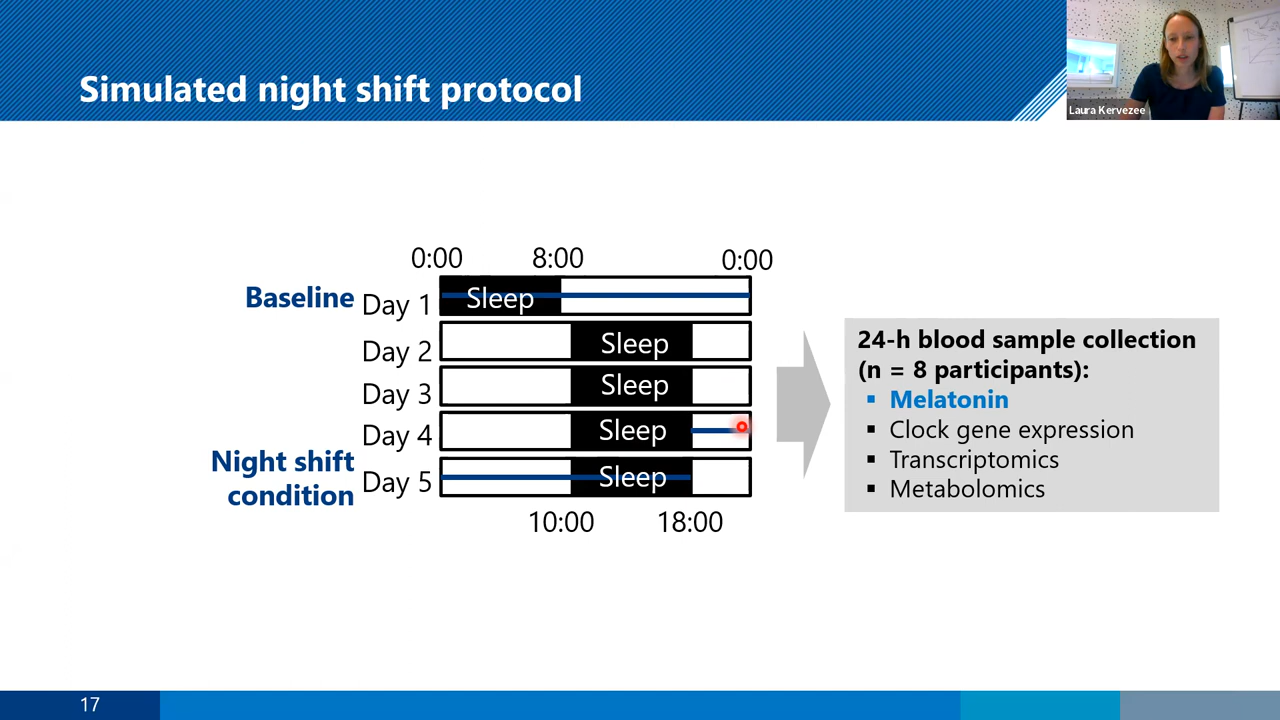 Simulated night shift protocol
Laura Kervezee
0:00 8:00 0:00
Baseline Day 1 Sleep
Day 2 Sleep
Day 3 Sleep
Day 4 Sleep
Night shift
condition Day 5 Sleep
10:00 18:00
24-h blood sample collection
(n = 8 participants):
▪ Melatonin
▪ Clock gene expression
▪ Transcriptomics
▪ Metabolomics
17